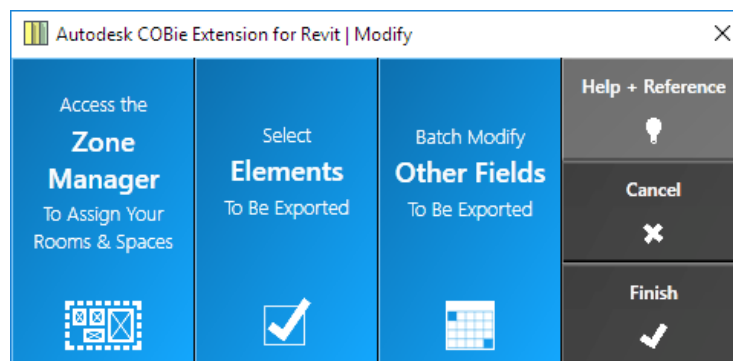 Autodesk COBie Extension for Revit | Modify
Access the
Zone
Manager
To Assign Your
Rooms & Spaces
Select
Elements
To Be Exported
Batch Modify
Other Fields
To Be Exported
Help + Reference
Cancel
Finish